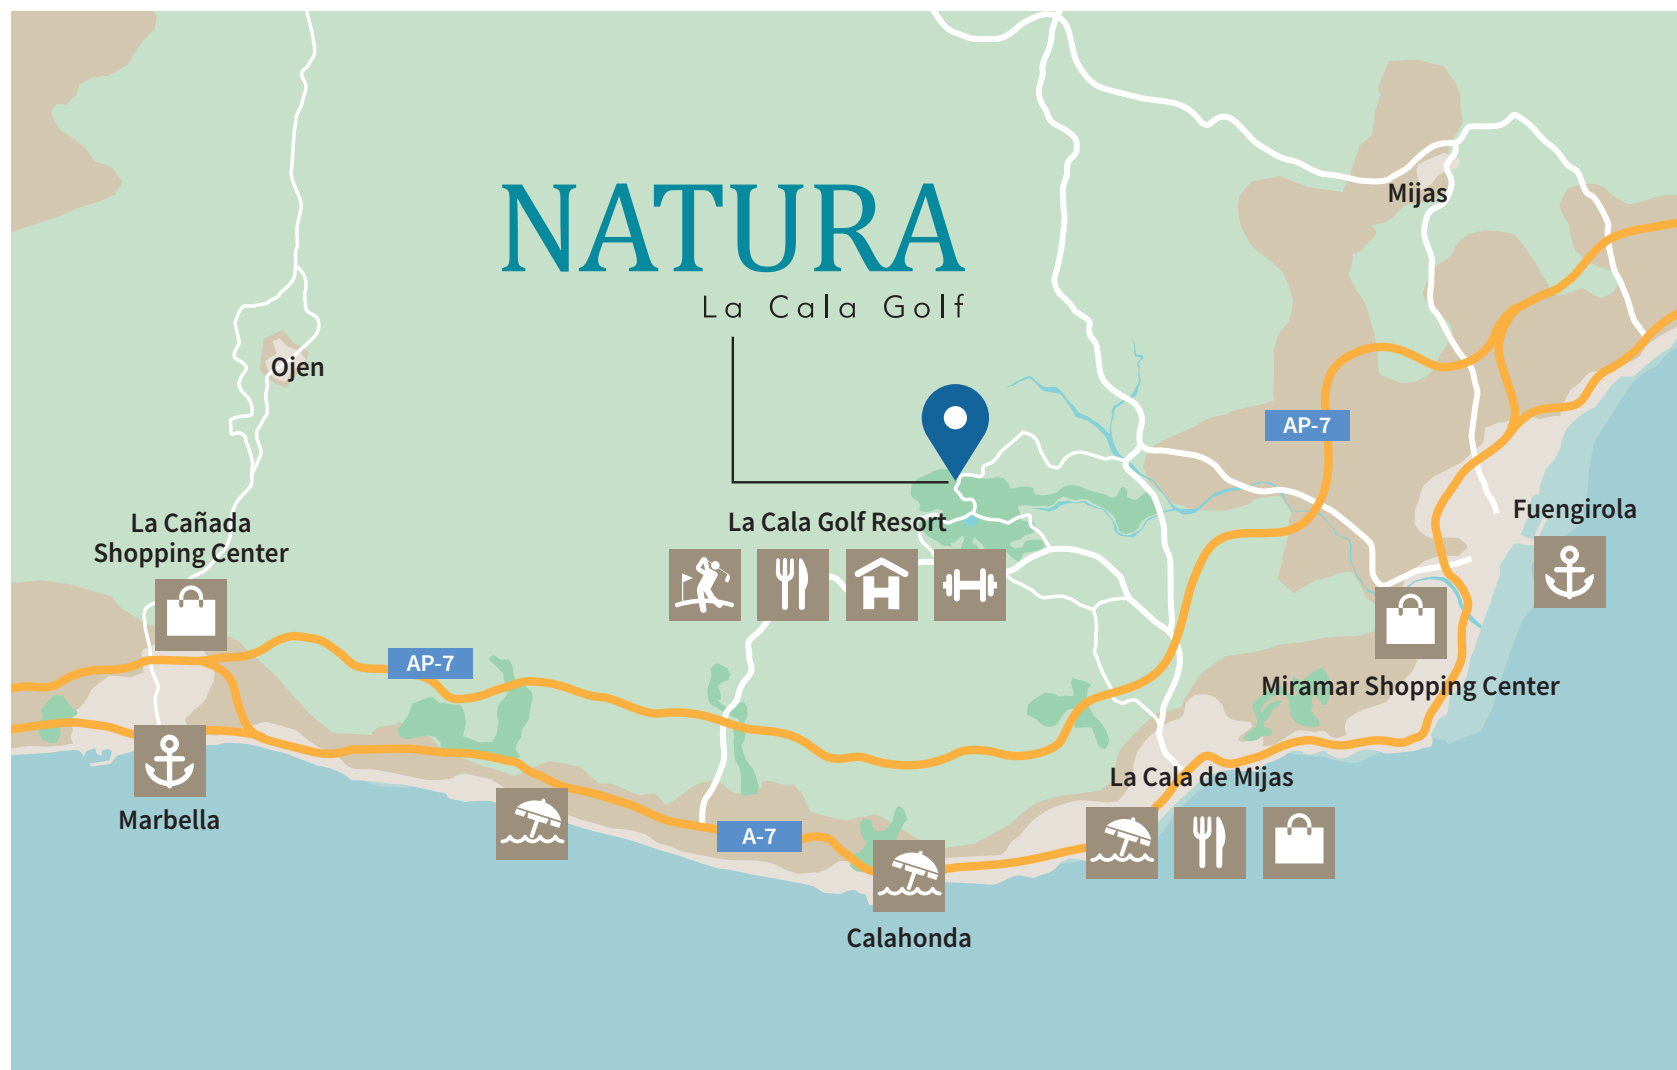 NATURA
La Cala Golf
Mijas
Ojen
AP-7
La Cañada
Shopping Center
La Cala Golf Resort
Fuengirola
AP-7
Miramar Shopping Center
Marbella
La Cala de Mijas
A-7
Calahonda